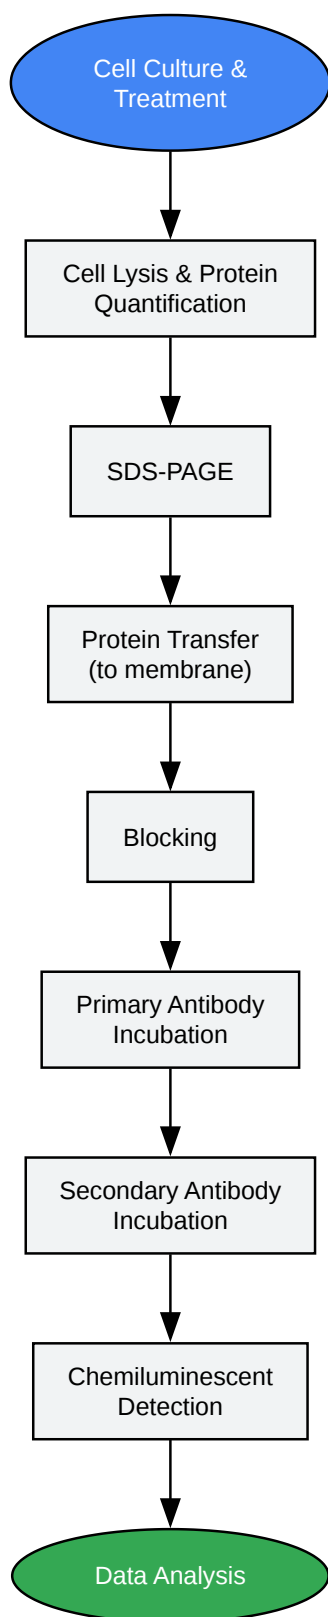 Cell Culture &
Treatment
Cell Lysis & Protein
Quantification
SDS-PAGE
Protein Transfer
(to membrane)
Blocking
Primary Antibody
Incubation
Secondary Antibody
Incubation
Chemiluminescent
Detection
Data Analysis